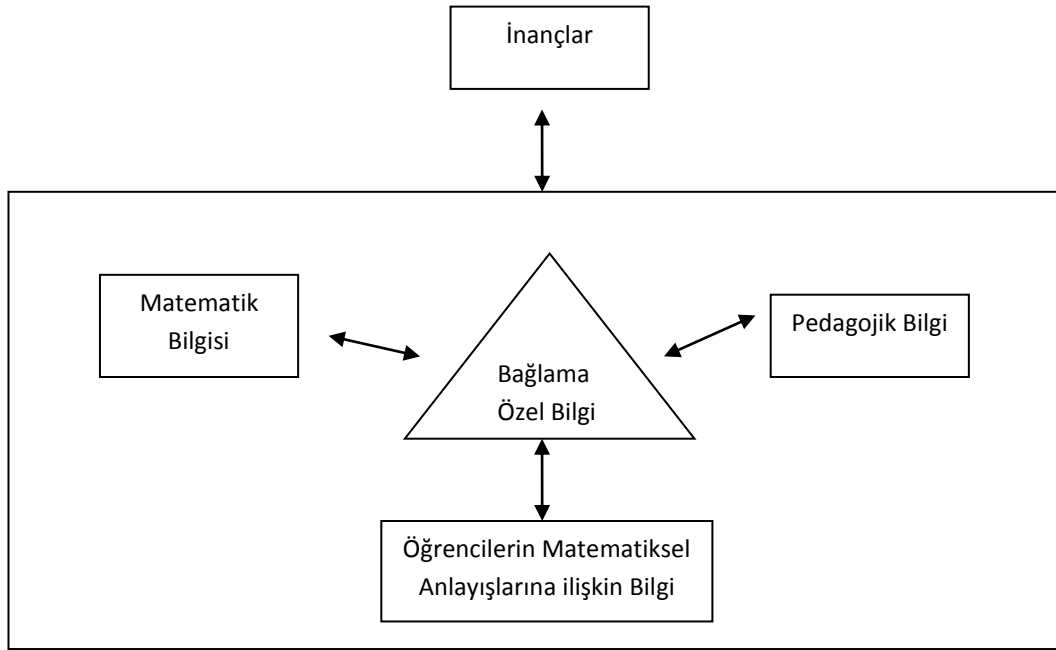 İnançlar
Matematik
Bilgisi
Pedagojik Bilgi
Bağlama
Özel Bilgi
Öğrencilerin Matematiksel
Anlayışlarına ilişkin Bilgi